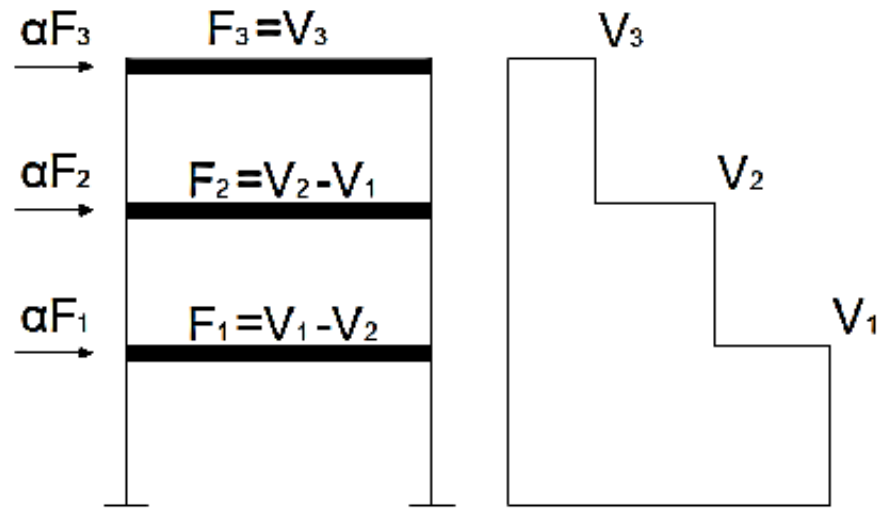 αF₃ F₃=V₃ V₃
αF₂ F₂=V₂-V₁ V₂
αF₁ F₁=V₁-V₂ V₁